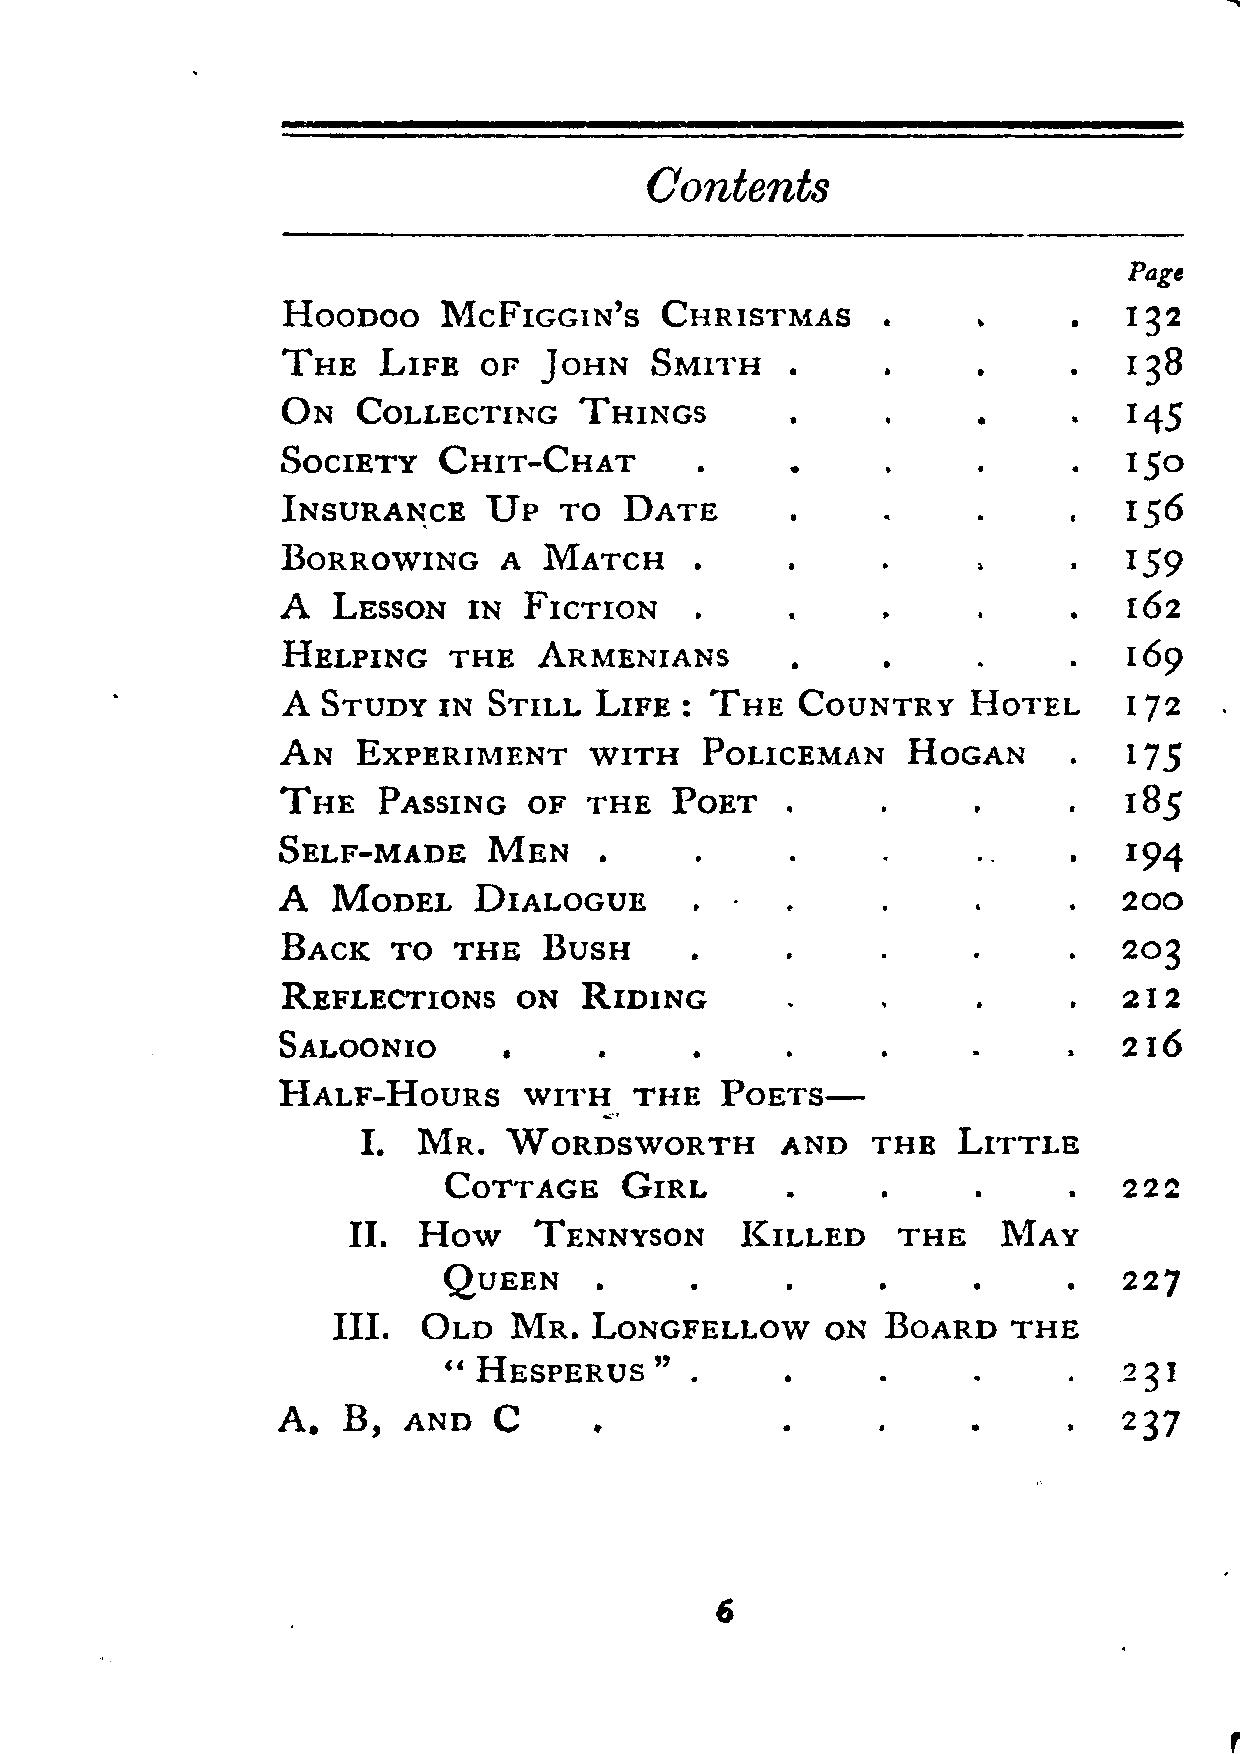 Contents
Page
Hoodoo McFiggin's Christmas . . . 132
The Life of John Smith . . . . 138
On Collecting Things . . . . 145
Society Chit-Chat . . . . . 150
Insurance Up to Date . . . . 156
Borrowing a Match . . . . . 159
A Lesson in Fiction . . . . . 162
Helping the Armenians . . . . 169
A Study in Still Life : The Country Hotel 172
An Experiment with Policeman Hogan . 175
The Passing of the Poet . . . . 185
Self-made Men . . . . . . 194
A Model Dialogue . . . . . 200
Back to the Bush . . . . . 203
Reflections on Riding . . . . 212
Saloonio . . . . . . . 216
Half-Hours with the Poets—
I. Mr. Wordsworth and the Little
Cottage Girl . . . . 222
II. How Tennyson Killed the May
Queen . . . . . . 227
III. Old Mr. Longfellow on Board the
“ Hesperus ” . . . . . 231
A, B, and C . . . . . 237
6